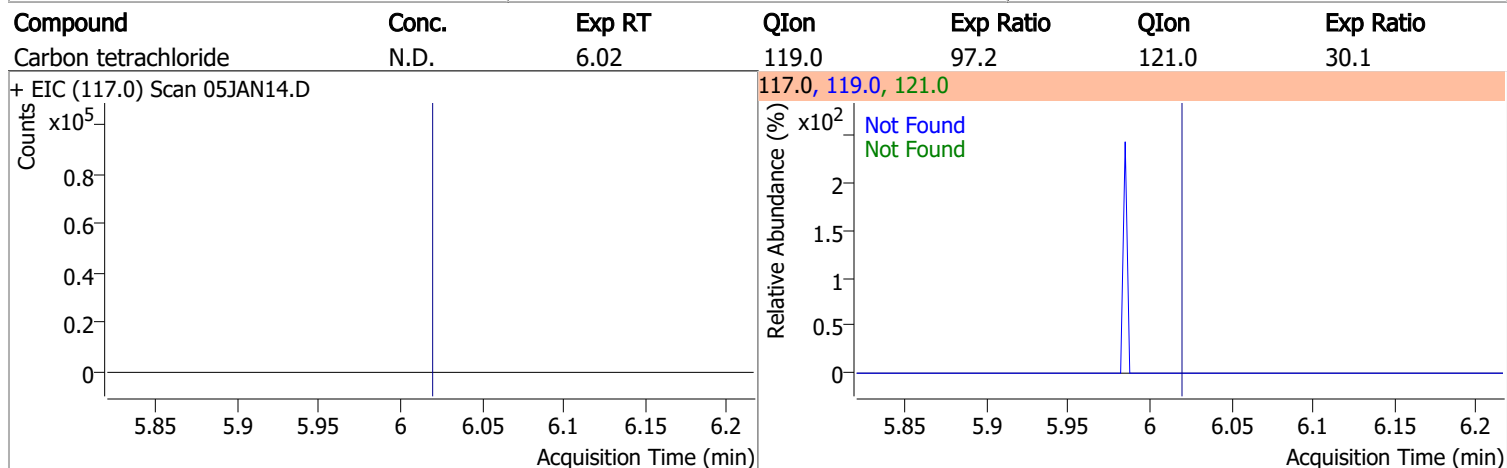 Compound Conc. Exp RT QIon Exp Ratio QIon Exp Ratio
Carbon tetrachloride N.D. 6.02 119.0 97.2 121.0 30.1
+ EIC (117.0) Scan 05JAN14.D
Counts
x10^5
0.8
0.6
0.4
0.2
0
5.85 5.9 5.95 6 6.05 6.1 6.15 6.2
Acquisition Time (min)
117.0, 119.0, 121.0
Relative Abundance (%)
x10^2
Not Found
Not Found
2
1.5
1
0.5
0
5.85 5.9 5.95 6 6.05 6.1 6.15 6.2
Acquisition Time (min)